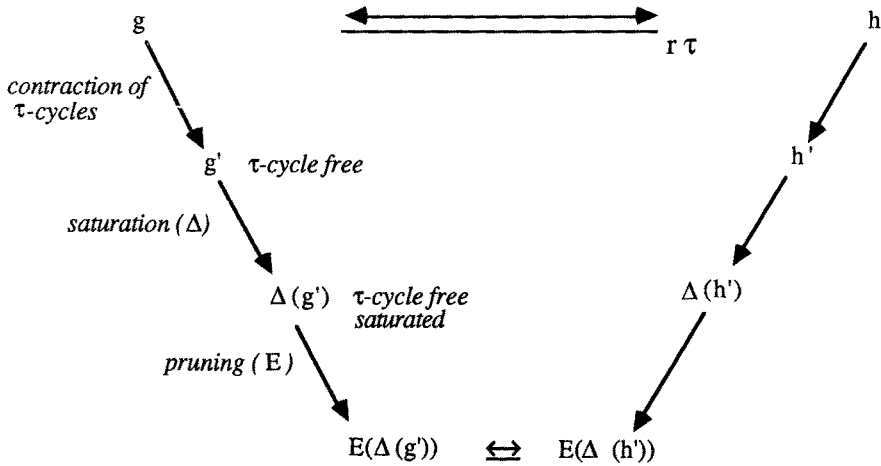 g
h
r τ
contraction of
τ-cycles
g' τ-cycle free
h'
saturation (Δ)
Δ (g') τ-cycle free
saturated
Δ (h')
pruning ( E )
E(Δ (g')) ↔ E(Δ (h'))